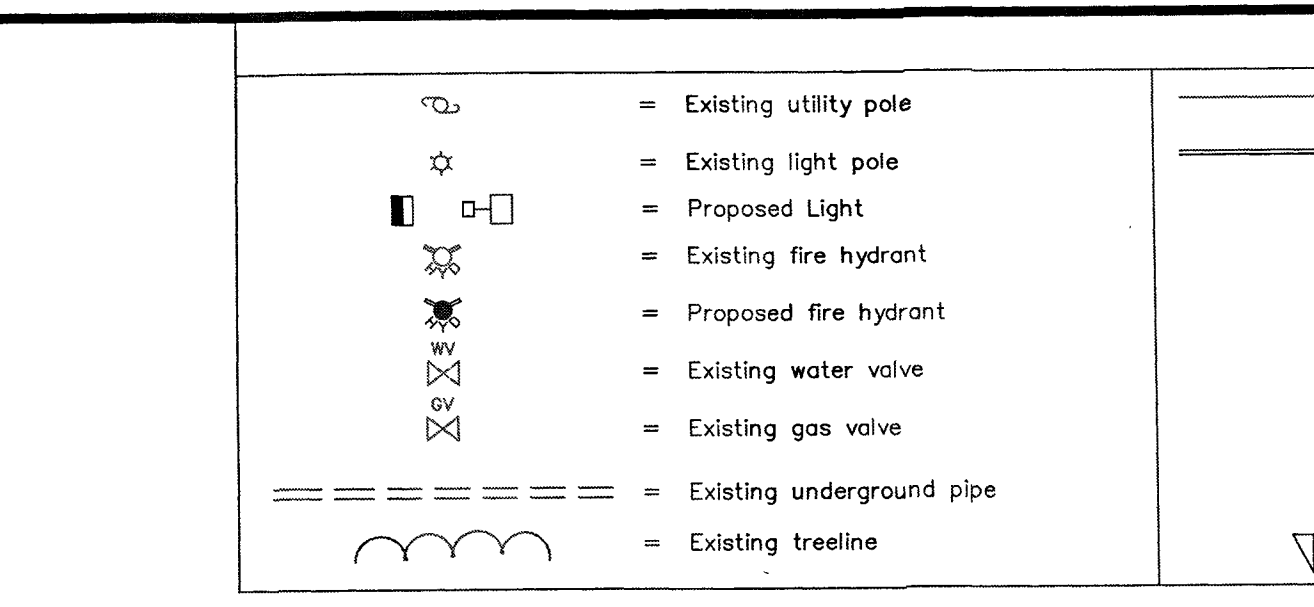 = Existing utility pole
= Existing light pole
= Proposed Light
= Existing fire hydrant
= Proposed fire hydrant
WV
= Existing water valve
GV
= Existing gas valve
= Existing underground pipe
= Existing treeline